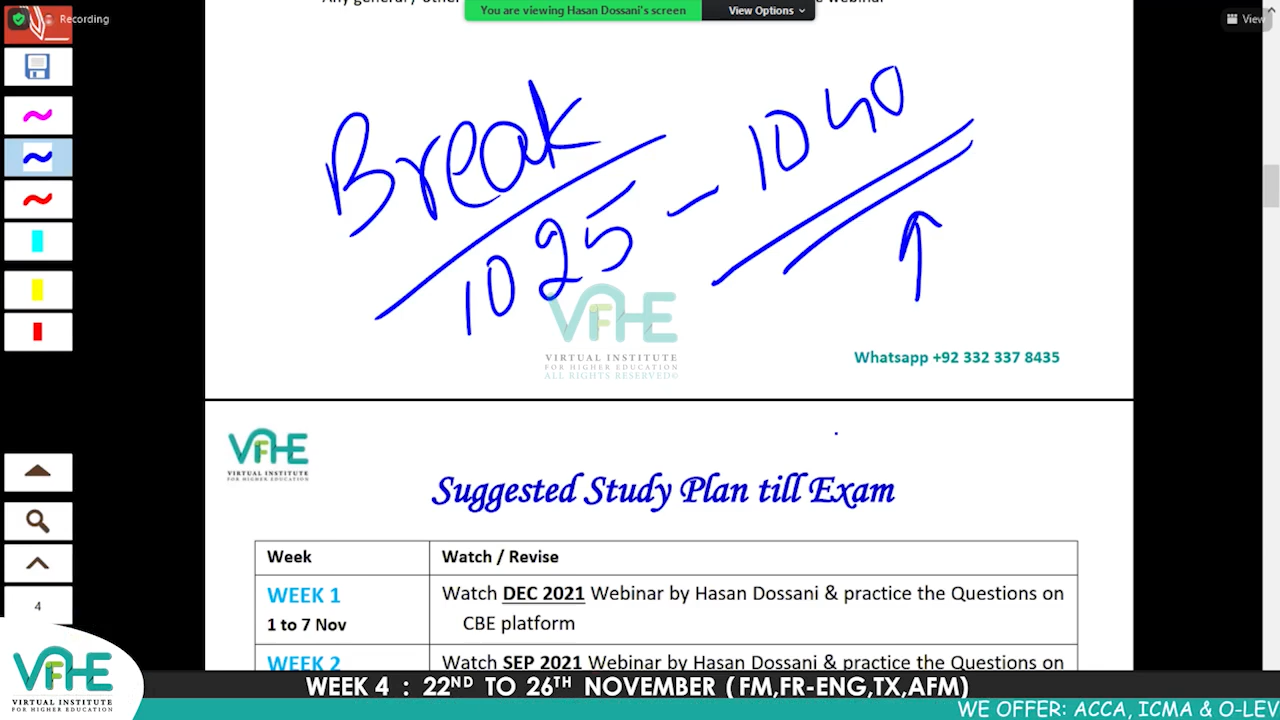 Recording
You are viewing Hasan Dossani's screen
View Options
View
Break
1025 - 1040
VFHE
VIRTUAL INSTITUTE
FOR HIGHER EDUCATION
ALL RIGHTS RESERVED©
Whatsapp +92 332 337 8435
VFHE
VIRTUAL INSTITUTE
FOR HIGHER EDUCATION
Suggested Study Plan till Exam
Week Watch / Revise
WEEK 1 Watch DEC 2021 Webinar by Hasan Dossani & practice the Questions on
1 to 7 Nov CBE platform
WEEK 2 Watch SEP 2021 Webinar by Hasan Dossani & practice the Questions on
4
VFHE
VIRTUAL INSTITUTE
FOR HIGHER EDUCATION
WEEK 4 : 22ND TO 26TH NOVEMBER (FM,FR-ENG,TX,AFM)
WE OFFER: ACCA, ICMA & O-LEV